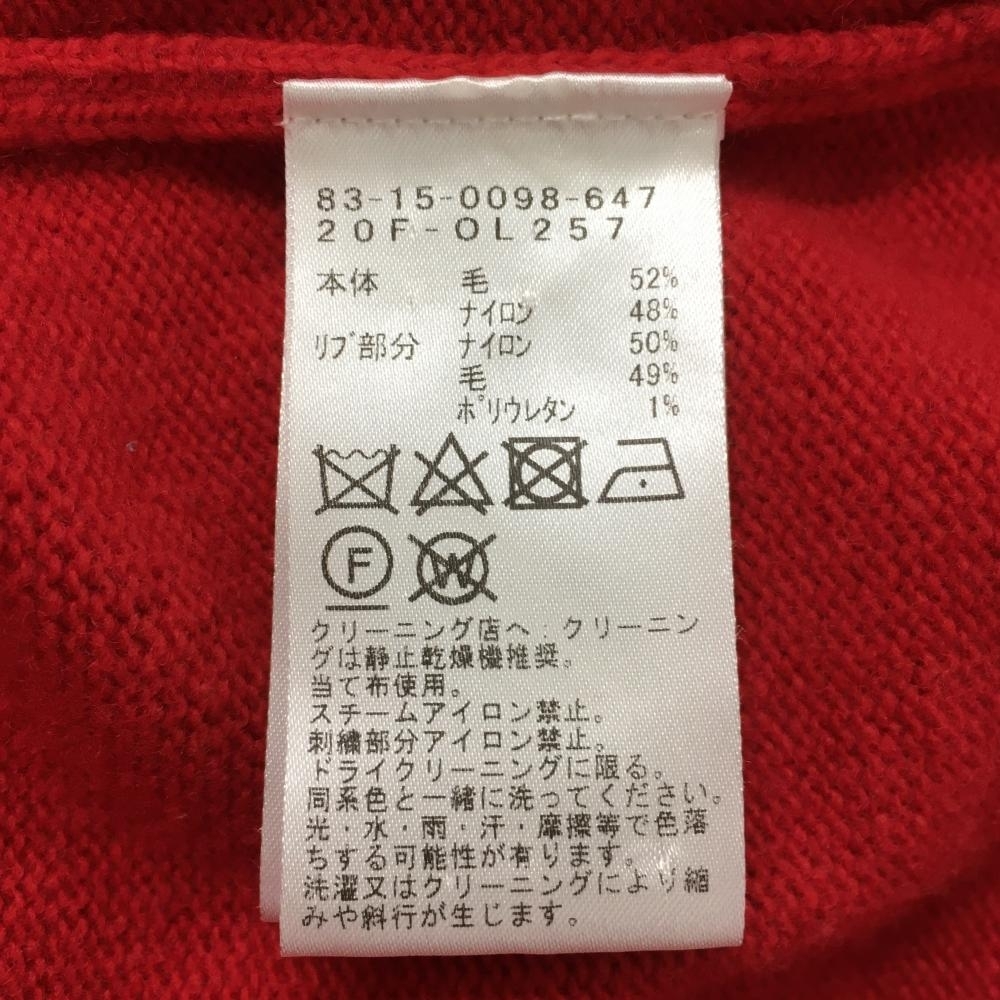 83-15-0098-647
20F-OL257
本体 毛 52%
ナイロン 48%
リブ部分 ナイロン 50%
毛 49%
ポリウレタン 1%
F W
クリーニング店へ・クリーニン
グは静止乾燥機推奨。
当て布使用。
スチームアイロン禁止。
刺繍部分アイロン禁止。
ドライクリーニングに限る。
同系色と一緒に洗ってください。
光・水・雨・汗・摩擦等で色落
ちする可能性が有ります。
洗濯又はクリーニングにより縮
みや斜行が生じます。